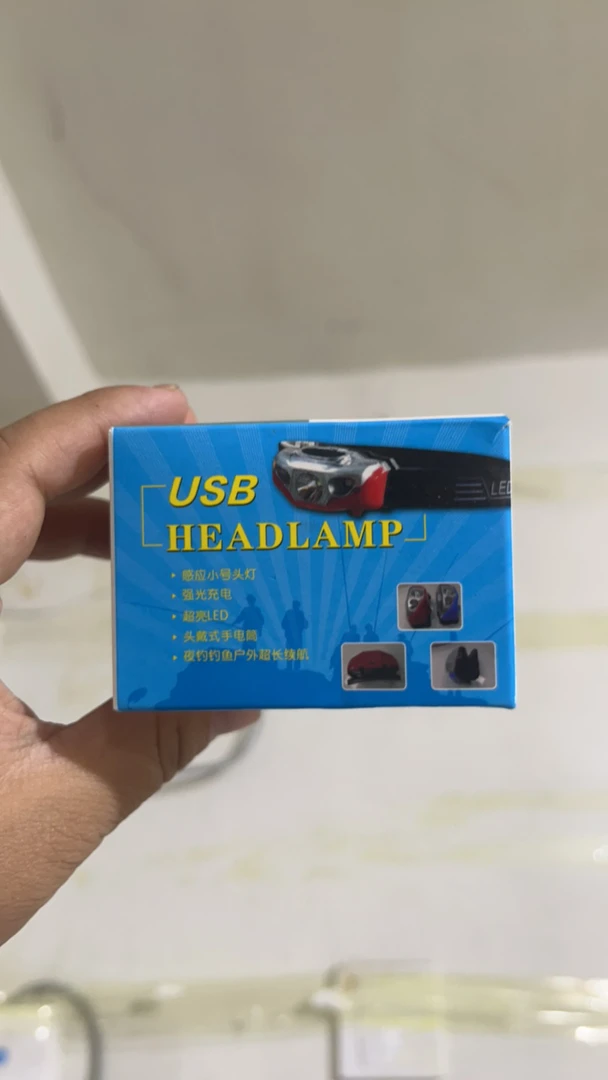 USB
HEADLAMP
LED
感应小号头灯
强光充电
超亮LED
头戴式手电筒
夜钓钓鱼户外超长续航